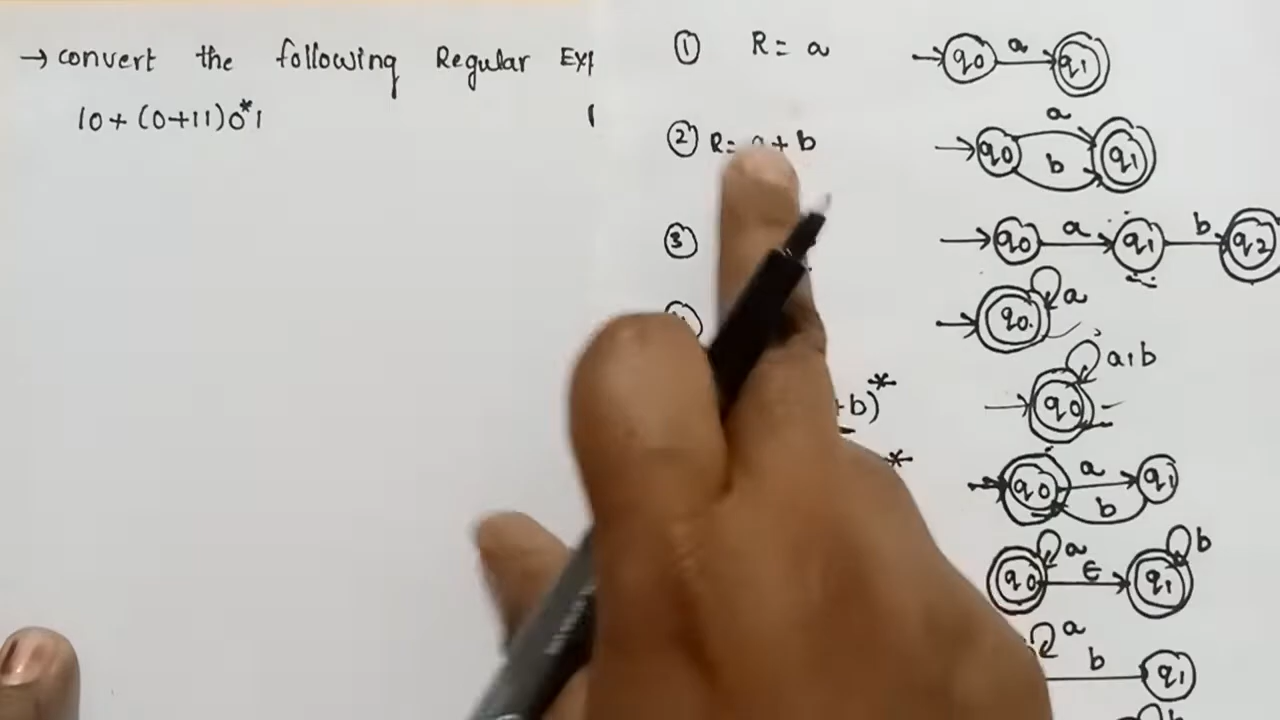 → convert the following Regular
10 + (0+11)0*1
① R = a → q0 a q1
② R = a + b → q0 a b q1
③ → q0 a q1 b q2
→ q0 a
+b)* → q0 a,b
* → q0 a b q1
q0 a ϵ q1 b
a b q1
b